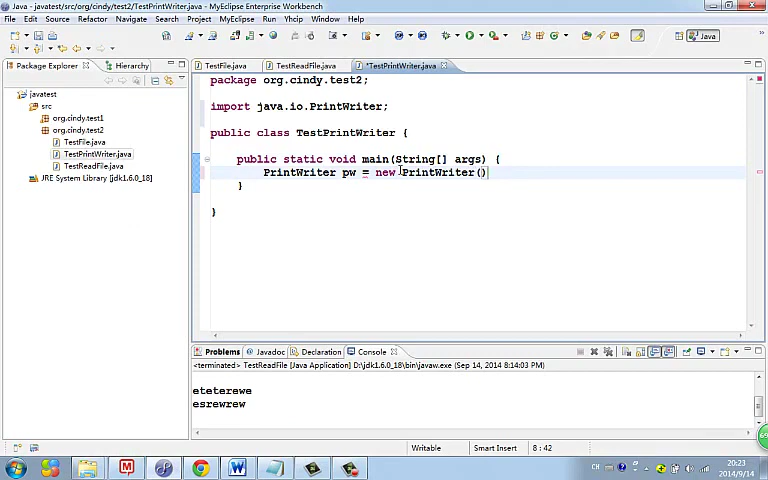 Java - javatest/src/org/cindy/test2/TestPrintWriter.java - MyEclipse Enterprise Workbench
File Edit Source Refactor Navigate Search Project MyEclipse Run Yhcip Window Help
Java
Package Explorer Hierarchy
TestFile.java TestReadFile.java *TestPrintWriter.java
javatest
src
org.cindy.test1
org.cindy.test2
TestFile.java
TestPrintWriter.java
TestReadFile.java
JRE System Library [jdk1.6.0_18]
package org.cindy.test2;
import java.io.PrintWriter;
public class TestPrintWriter {
public static void main(String[] args) {
PrintWriter pw = new PrintWriter()
}
}
Problems Javadoc Declaration Console
<terminated> TestReadFile [Java Application] D:\jdk1.6.0_18\bin\javaw.exe (Sep 14, 2014 8:14:03 PM)
eteterewe
esrewrew
Writable Smart Insert 8 : 42
CH
20:23
2014/9/14